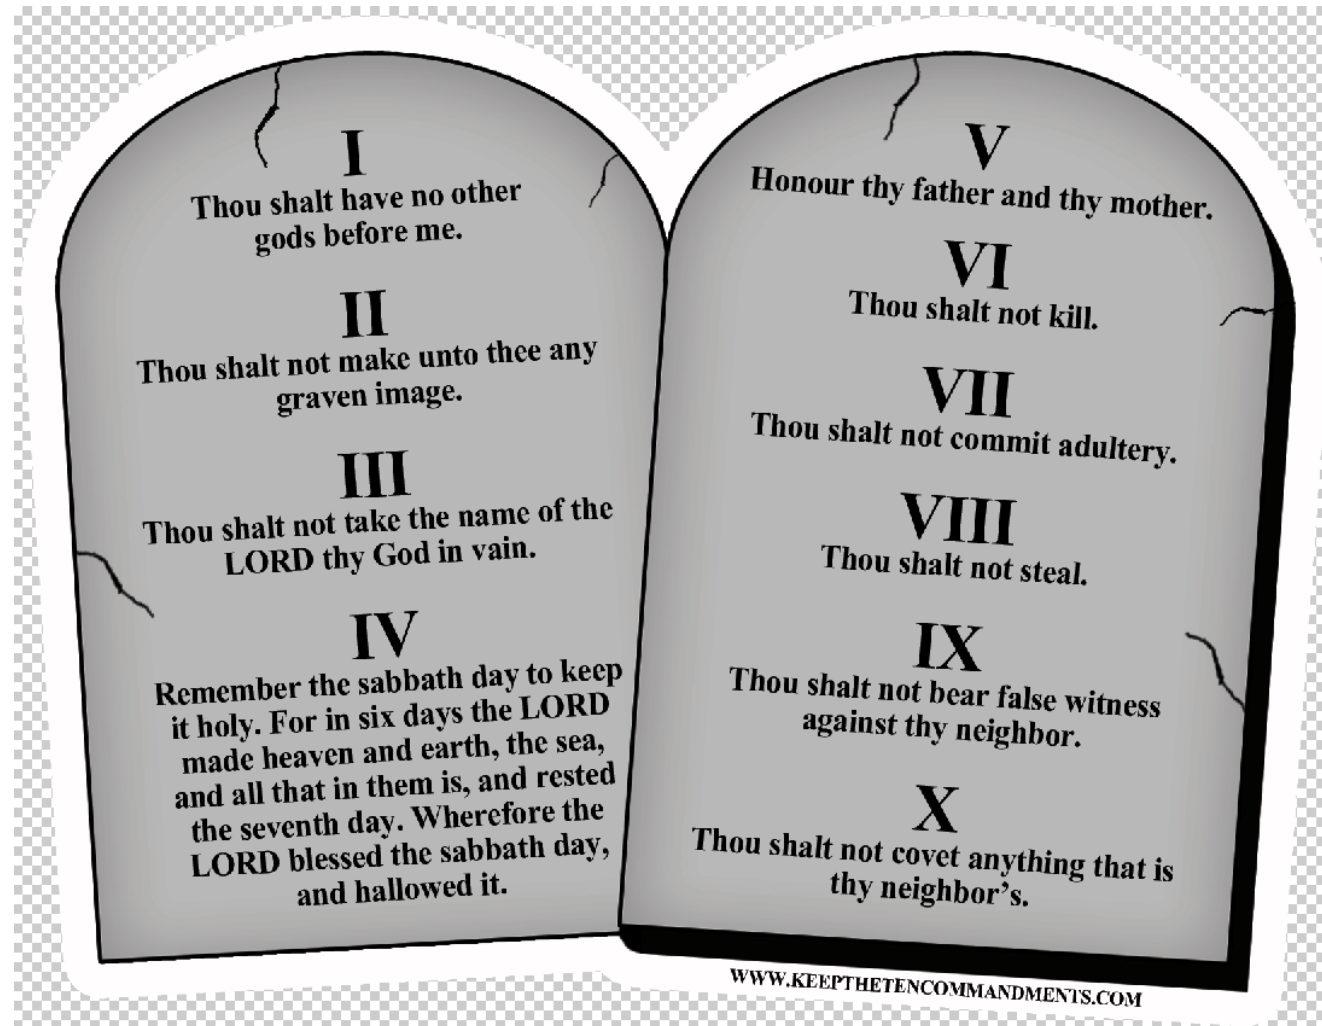 I
Thou shalt have no other
gods before me.
II
Thou shalt not make unto thee any
graven image.
III
Thou shalt not take the name of the
LORD thy God in vain.
IV
Remember the sabbath day to keep
it holy. For in six days the LORD
made heaven and earth, the sea,
and all that in them is, and rested
the seventh day. Wherefore the
LORD blessed the sabbath day,
and hallowed it.
V
Honour thy father and thy mother.
VI
Thou shalt not kill.
VII
Thou shalt not commit adultery.
VIII
Thou shalt not steal.
IX
Thou shalt not bear false witness
against thy neighbor.
X
Thou shalt not covet anything that is
thy neighbor’s.
WWW.KEEPTHETENCOMMANDMENTS.COM